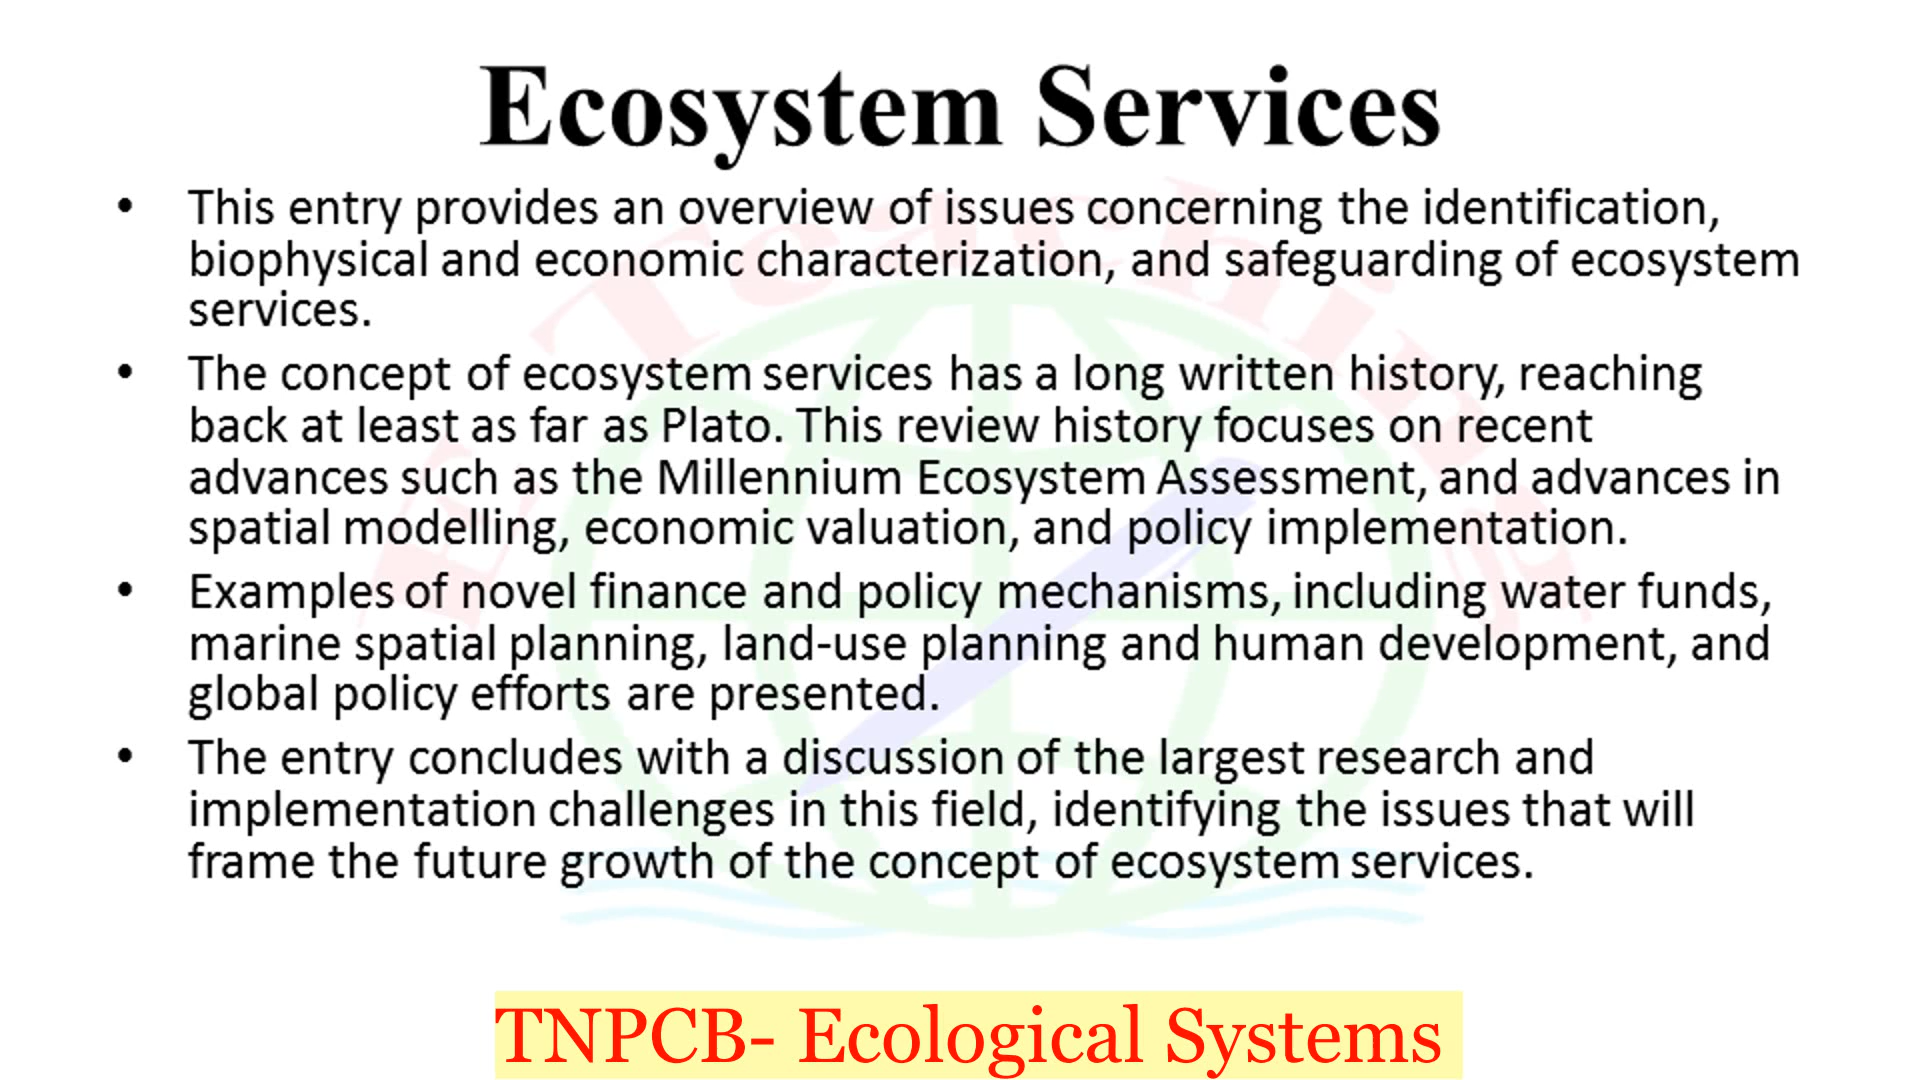 Ecosystem Services
• This entry provides an overview of issues concerning the identification,
biophysical and economic characterization, and safeguarding of ecosystem
services.
• The concept of ecosystem services has a long written history, reaching
back at least as far as Plato. This review history focuses on recent
advances such as the Millennium Ecosystem Assessment, and advances in
spatial modelling, economic valuation, and policy implementation.
• Examples of novel finance and policy mechanisms, including water funds,
marine spatial planning, land-use planning and human development, and
global policy efforts are presented.
• The entry concludes with a discussion of the largest research and
implementation challenges in this field, identifying the issues that will
frame the future growth of the concept of ecosystem services.
E Teaching
TNPCB- Ecological Systems